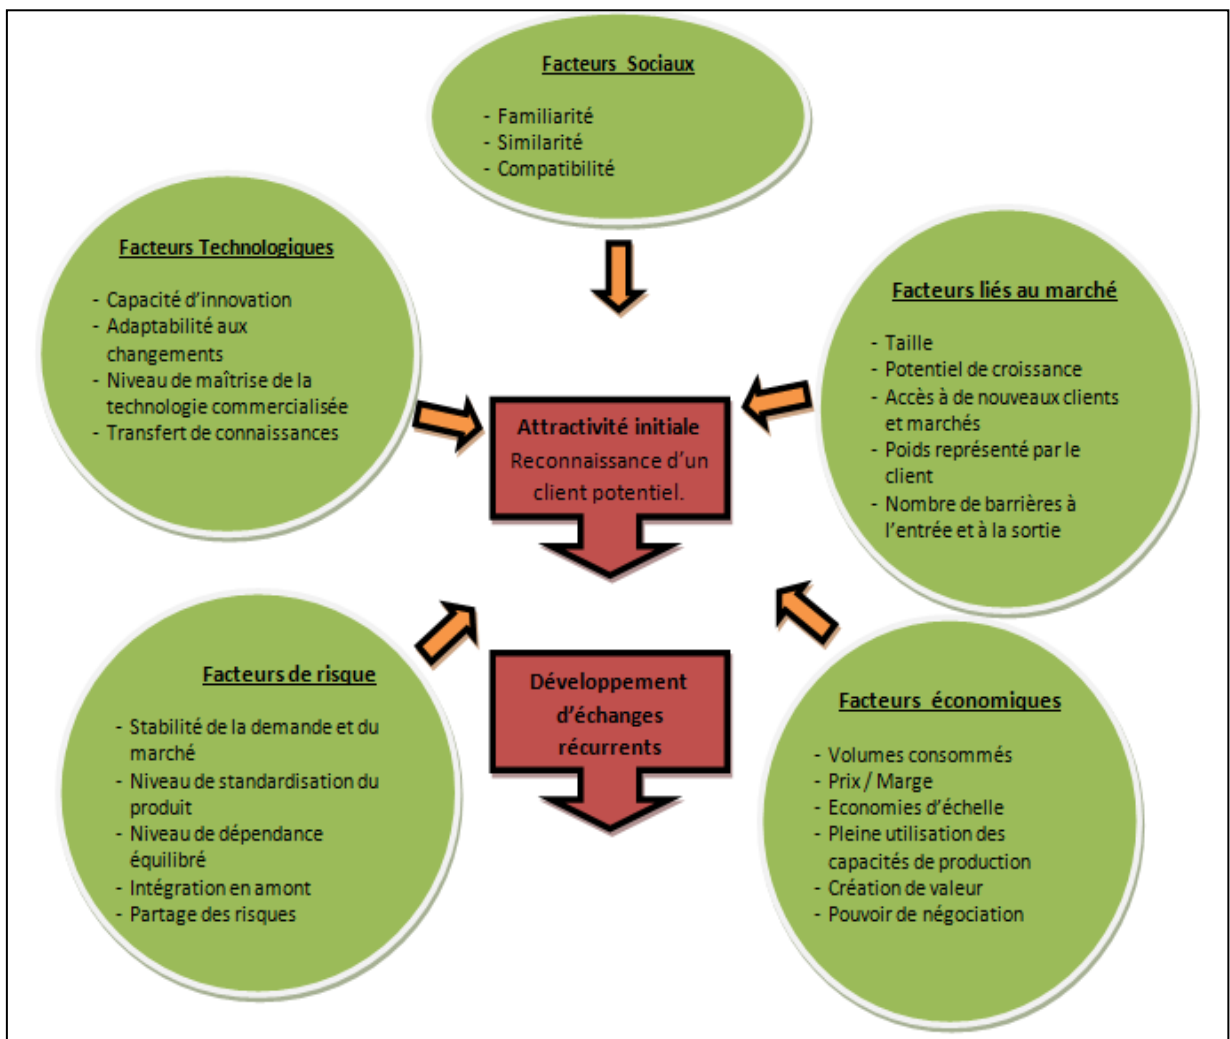 Facteurs Sociaux
- Familiarité
- Similarité
- Compatibilité
Facteurs Technologiques
- Capacité d’innovation
- Adaptabilité aux
changements
- Niveau de maîtrise de la
technologie commercialisée
- Transfert de connaissances
Facteurs liés au marché
- Taille
- Potentiel de croissance
- Accès à de nouveaux clients
et marchés
- Poids représenté par le
client
- Nombre de barrières à
l’entrée et à la sortie
Attractivité initiale
Reconnaissance d’un
client potentiel.
Facteurs de risque
- Stabilité de la demande et du
marché
- Niveau de standardisation du
produit
- Niveau de dépendance
équilibré
- Intégration en amont
- Partage des risques
Développement
d’échanges
récurrents
Facteurs économiques
- Volumes consommés
- Prix / Marge
- Economies d’échelle
- Pleine utilisation des
capacités de production
- Création de valeur
- Pouvoir de négociation